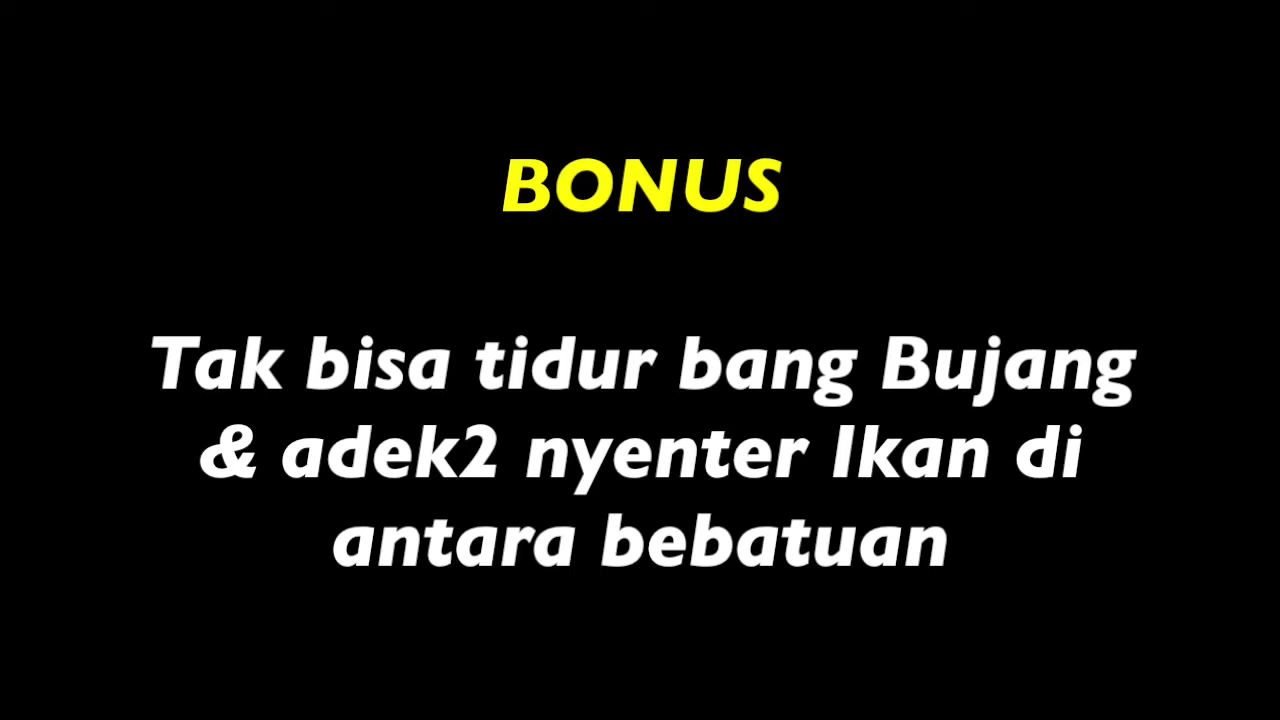 BONUS
Tak bisa tidur bang Bujang
& adek2 nyenter Ikan di
antara bebatuan